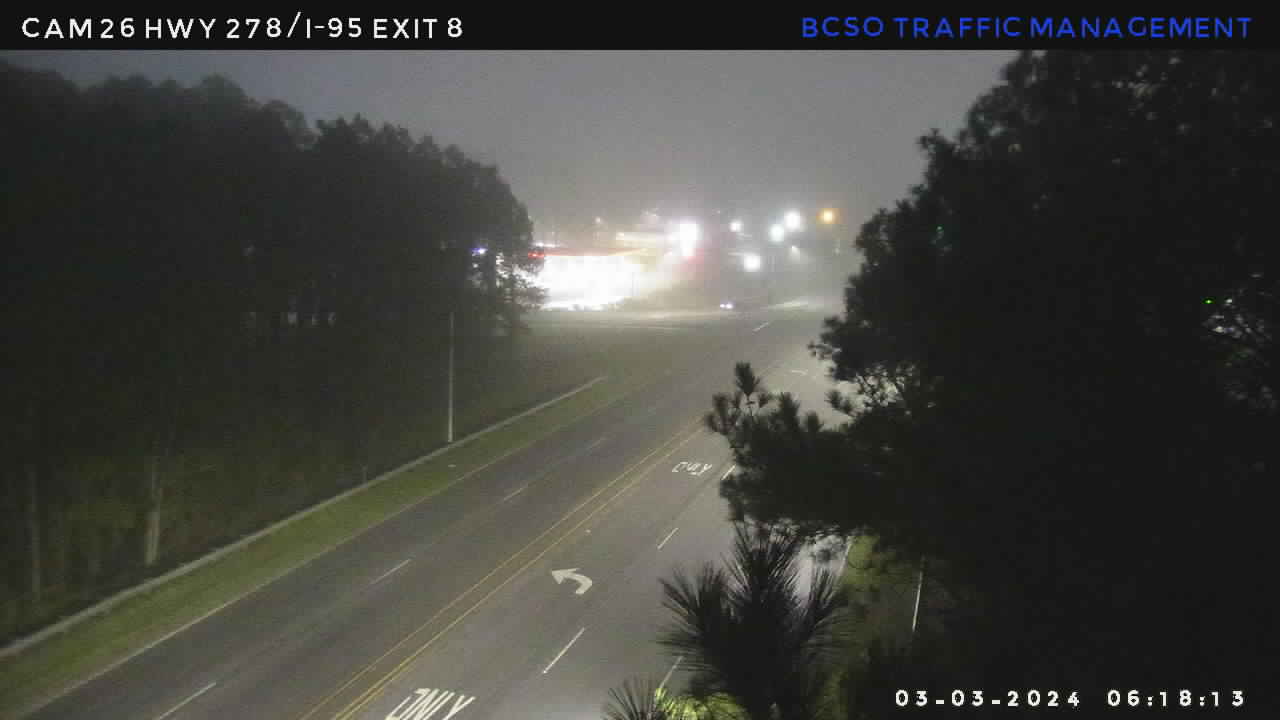 CAM 26 HWY 278/I-95 EXIT 8
BCSO TRAFFIC MANAGEMENT
ONLY
ONLY
03-03-2024 06:18:13